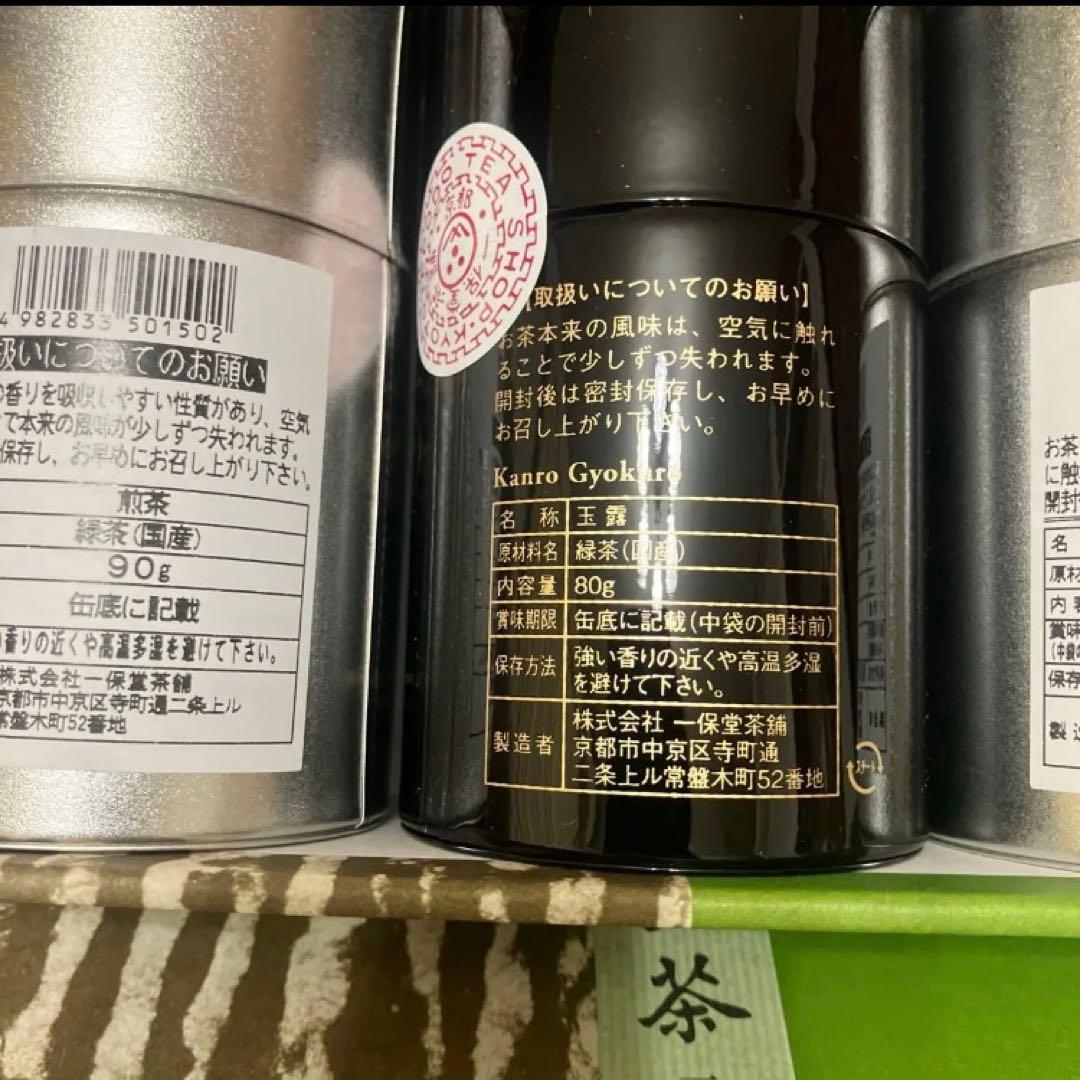 4 982833 501502
扱いについてのお願い
の香りを吸収しやすい性質があり、空気
て本来の風味が少しずつ失われます。
保存し、お早めにお召し上がり下さい。
煎茶
緑茶(国産)
90g
缶底に記載
香りの近くや高温多湿を避けて下さい。
株式会社一保堂茶舗
京都市中京区寺町通二条上ル
常盤木町52番地
TEA SHOP
KYO
京都
【取扱いについてのお願い】
お茶本来の風味は、空気に触れ
ることで少しずつ失われます。
開封後は密封保存し、お早めに
お召し上がり下さい。
Kanro Gyokuro
名 称 玉露
原材料名 緑茶(国産)
内容量 80g
賞味期限 缶底に記載(中袋の開封前)
保存方法 強い香りの近くや高温多湿
を避けて下さい。
製造者 株式会社 一保堂茶舗
京都市中京区寺町通
二条上ル常盤木町52番地
スチール
お茶
に触
開封
名
原材
内容
賞味
(中袋の
保存
製造
茶